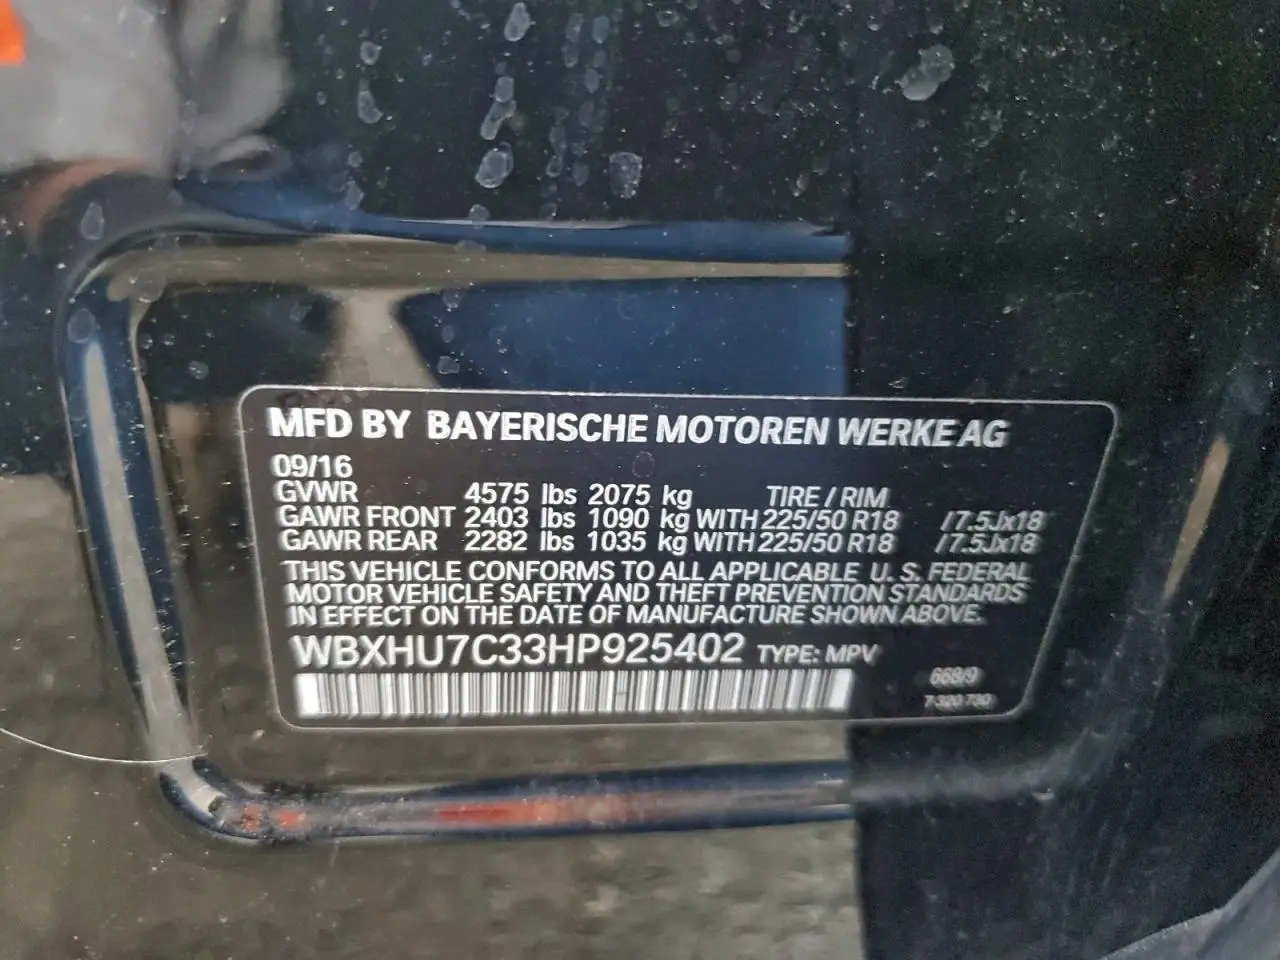 MFD BY BAYERISCHE MOTOREN WERKE AG
09/16
GVWR 4575 lbs 2075 kg TIRE / RIM
GAWR FRONT 2403 lbs 1090 kg WITH 225/50 R18 /7.5Jx18
GAWR REAR 2282 lbs 1035 kg WITH 225/50 R18 /7.5Jx18
THIS VEHICLE CONFORMS TO ALL APPLICABLE U. S. FEDERAL
MOTOR VEHICLE SAFETY AND THEFT PREVENTION STANDARDS
IN EFFECT ON THE DATE OF MANUFACTURE SHOWN ABOVE.
WBXHU7C33HP925402 TYPE: MPV
668/9
7 320 730